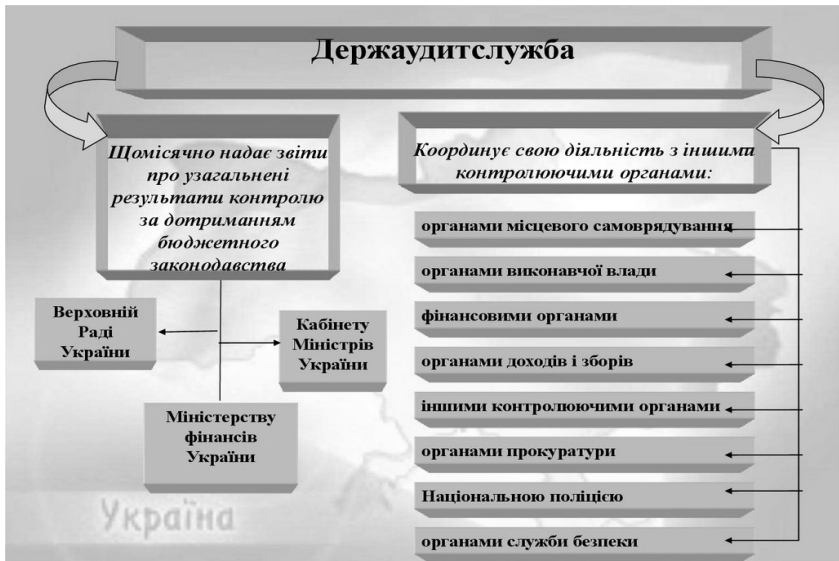 Держаудитслужба
Щомісячно надає звіти
про узагальнені
результати контролю
за дотриманням
бюджетного
законодавства
Верховній
Раді
України
Кабінету
Міністрів
України
Міністерству
фінансів
України
Координує свою діяльність з іншими
контролюючими органами:
органами місцевого самоврядування
органами виконавчої влади
фінансовими органами
органами доходів і зборів
іншими контролюючими органами
органами прокуратури
Національною поліцією
органами служби безпеки
Україна